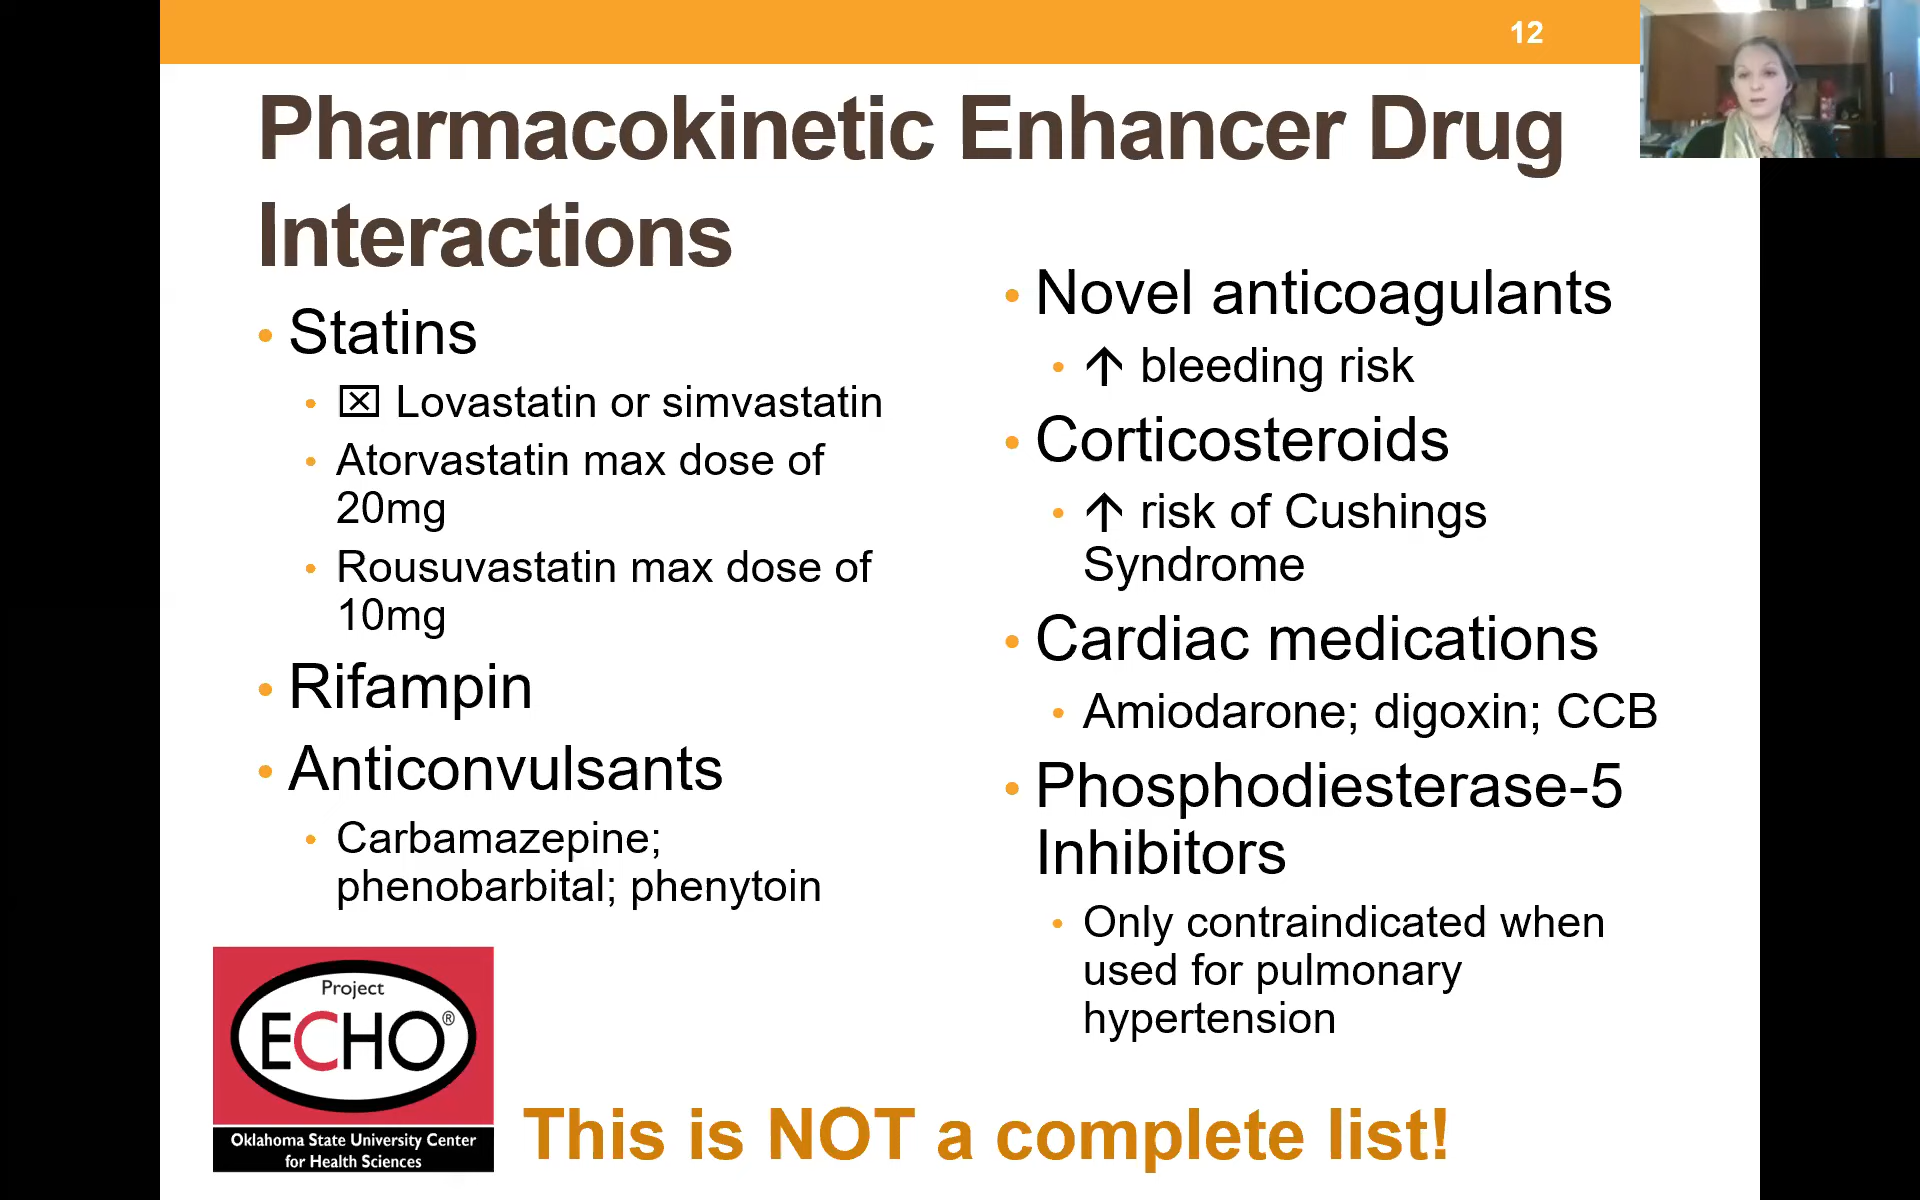 12
Pharmacokinetic Enhancer Drug
Interactions
• Statins
• ☒ Lovastatin or simvastatin
• Atorvastatin max dose of
20mg
• Rousuvastatin max dose of
10mg
• Rifampin
• Anticonvulsants
• Carbamazepine;
phenobarbital; phenytoin
• Novel anticoagulants
• ↑ bleeding risk
• Corticosteroids
• ↑ risk of Cushings
Syndrome
• Cardiac medications
• Amiodarone; digoxin; CCB
• Phosphodiesterase-5
Inhibitors
• Only contraindicated when
used for pulmonary
hypertension
Project
ECHO®
Oklahoma State University Center
for Health Sciences
This is NOT a complete list!